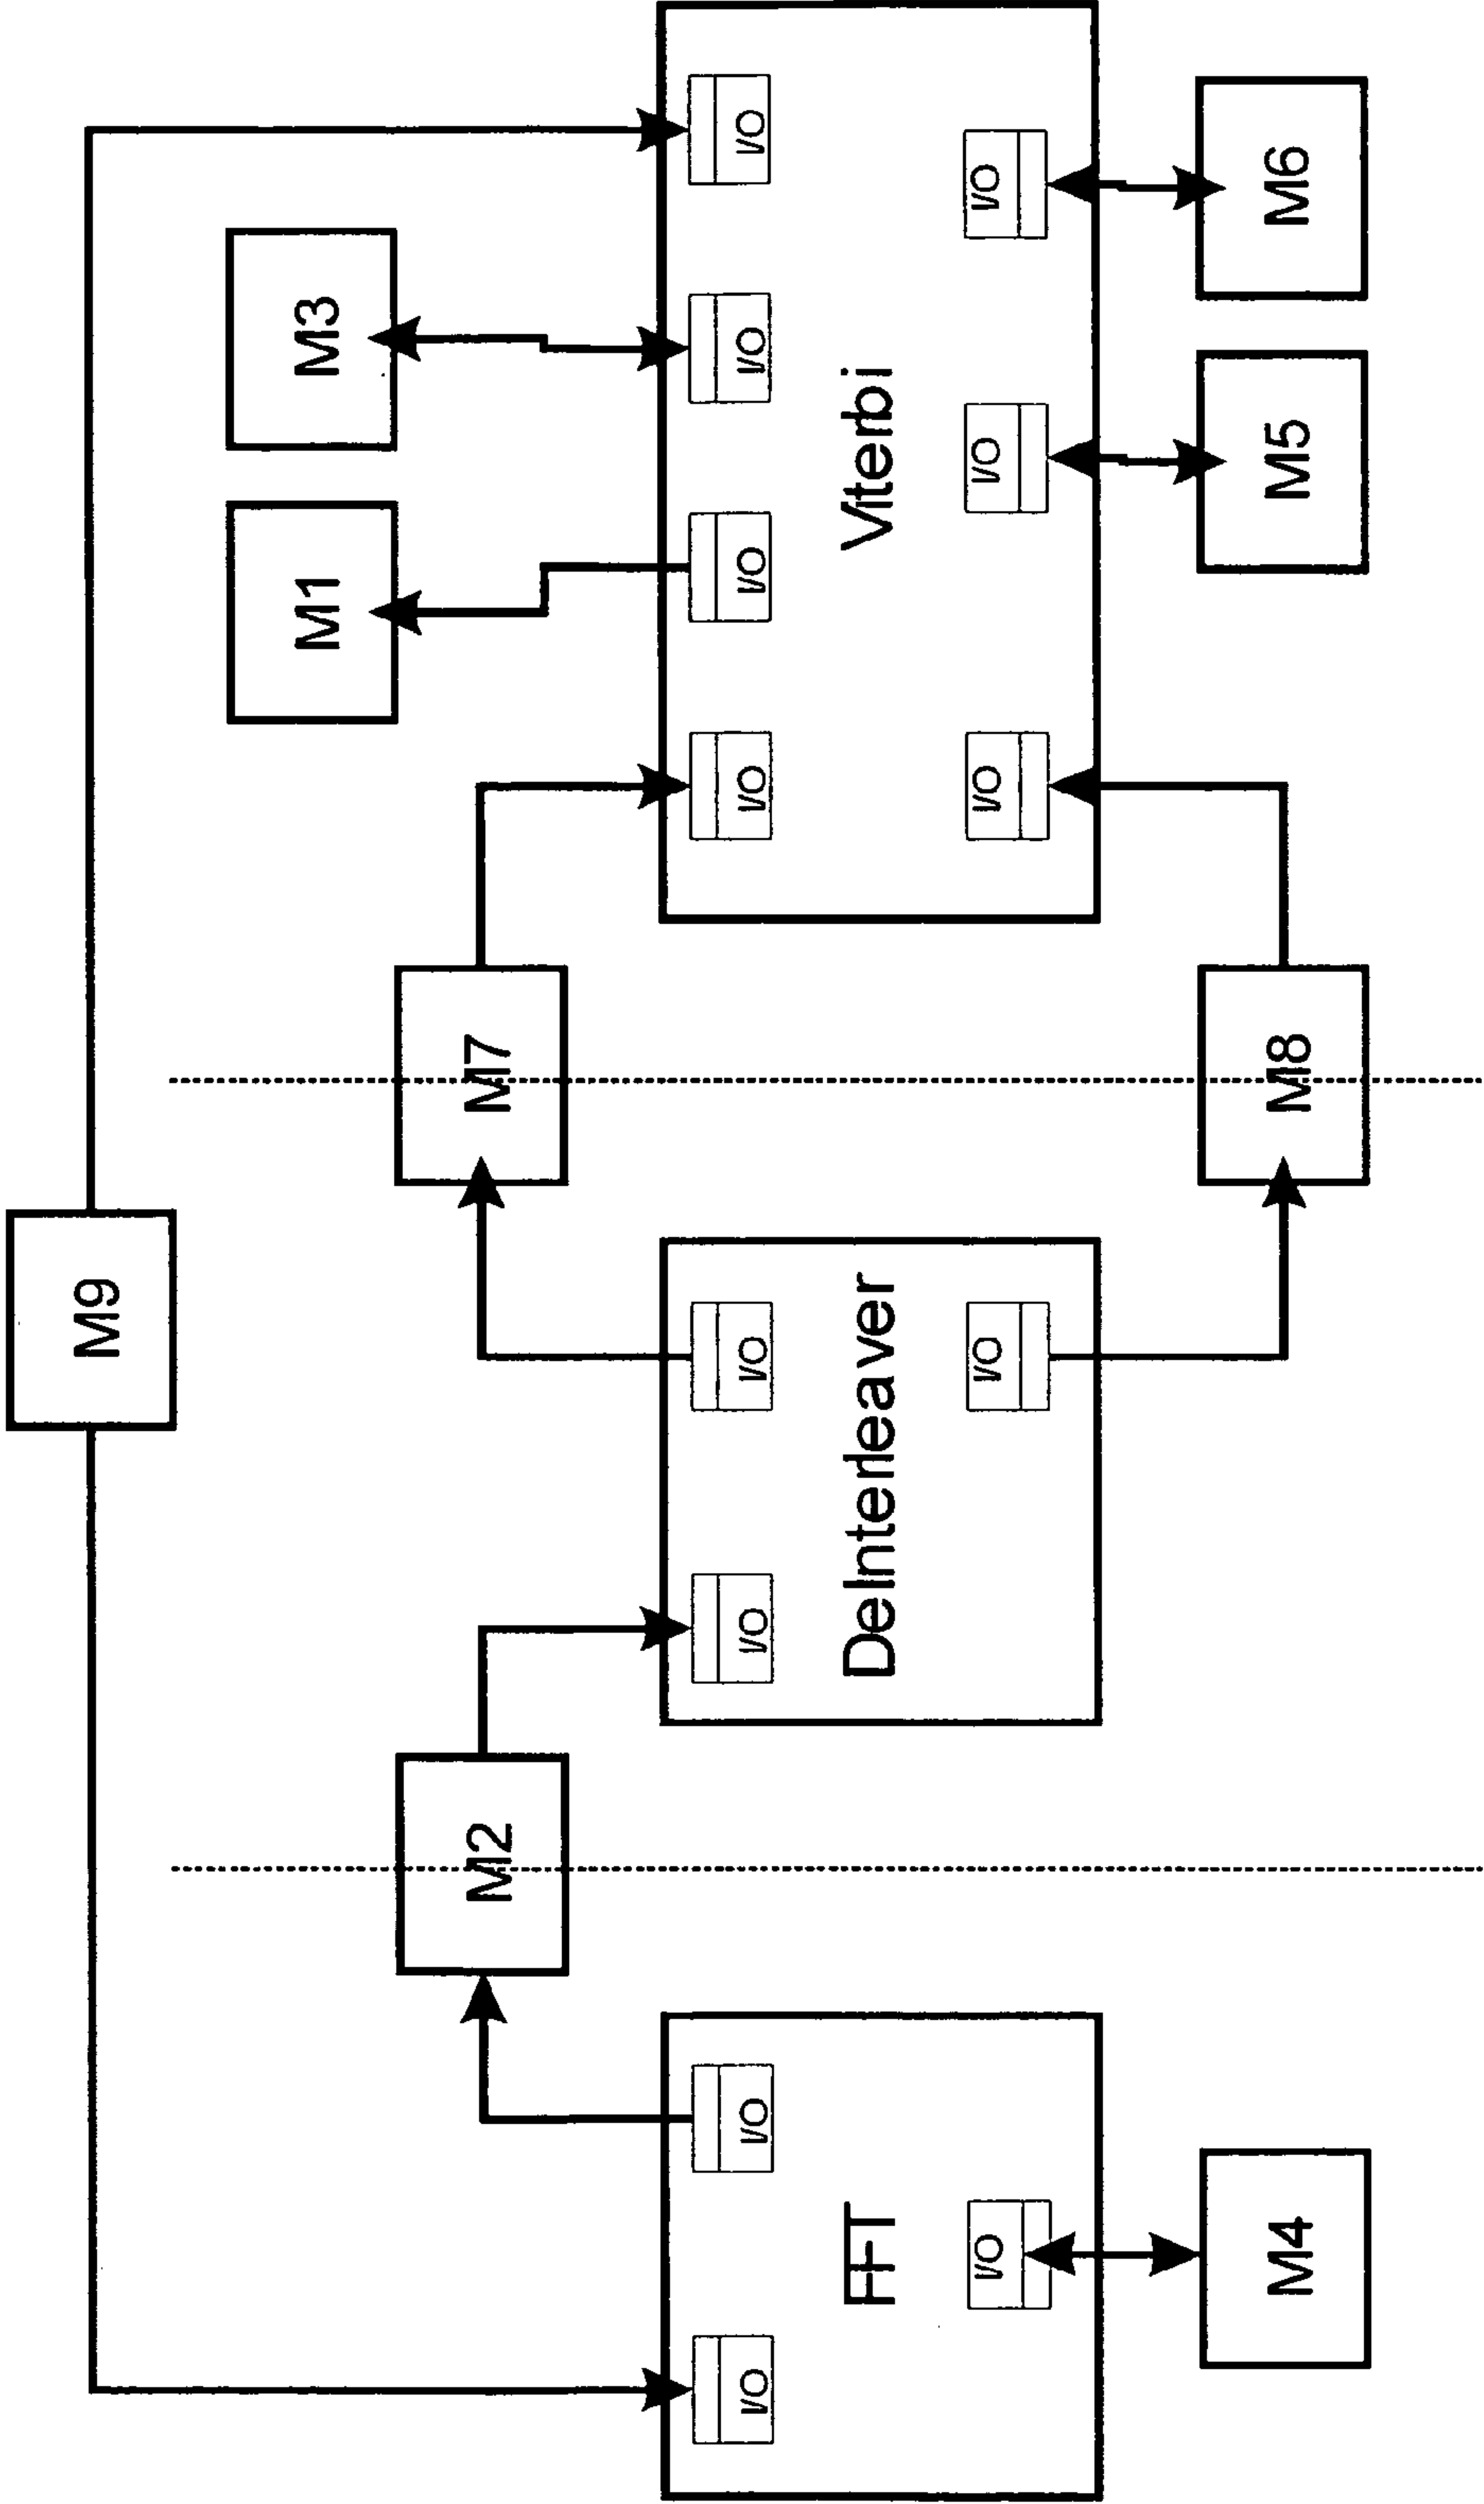 M9
M1
M3
M2
M7
I/O
I/O
I/O
I/O
I/O
I/O
I/O
I/O
FFT
DeInterleaver
Viterbi
I/O
I/O
I/O
I/O
I/O
M4
M8
M5
M6